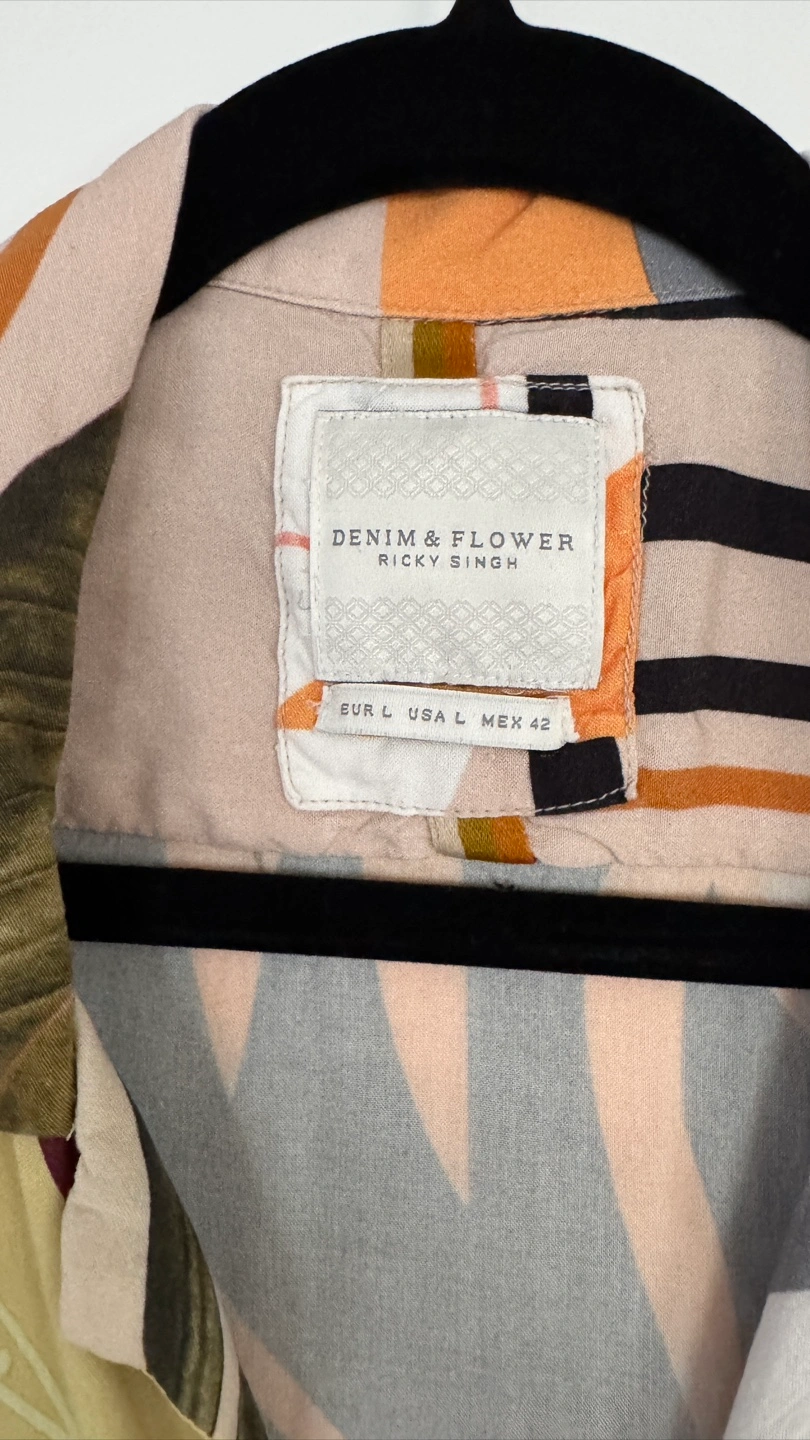 DENIM & FLOWER
RICKY SINGH
EUR L USA L MEX 42